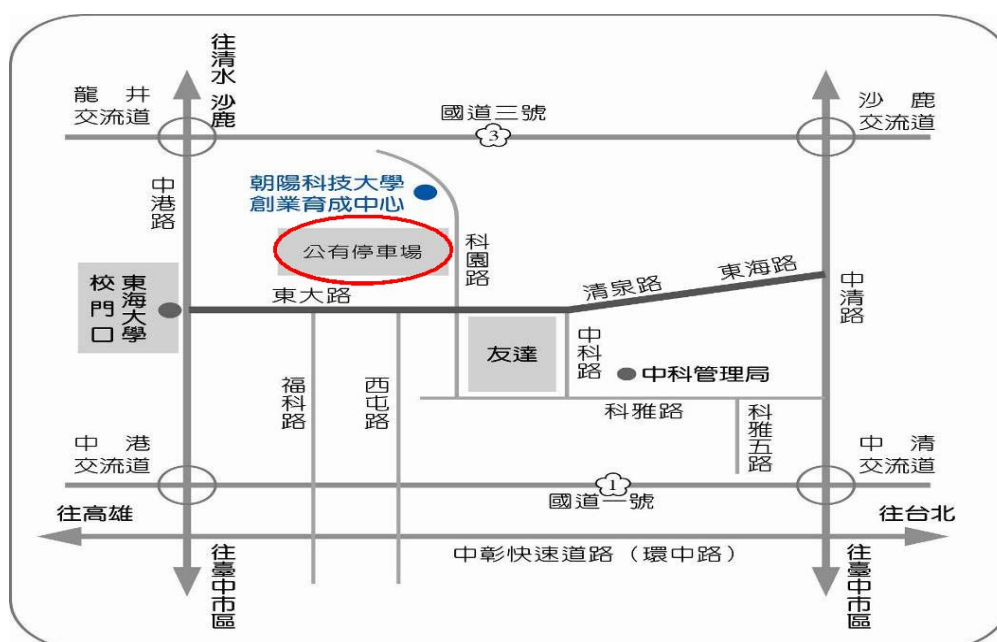 往清水 沙鹿
龍井
交流道
國道三號
3
沙鹿
交流道
中港路
朝陽科技大學
創業育成中心
公有停車場
科園路
東大路
清泉路
東海路
中清路
東海大學
校門口
友達
中科路
中科管理局
福科路
西屯路
科雅路
科雅五路
中港
交流道
1
國道一號
中清
交流道
往高雄
往台北
中彰快速道路（環中路）
往臺中市區
往臺中市區